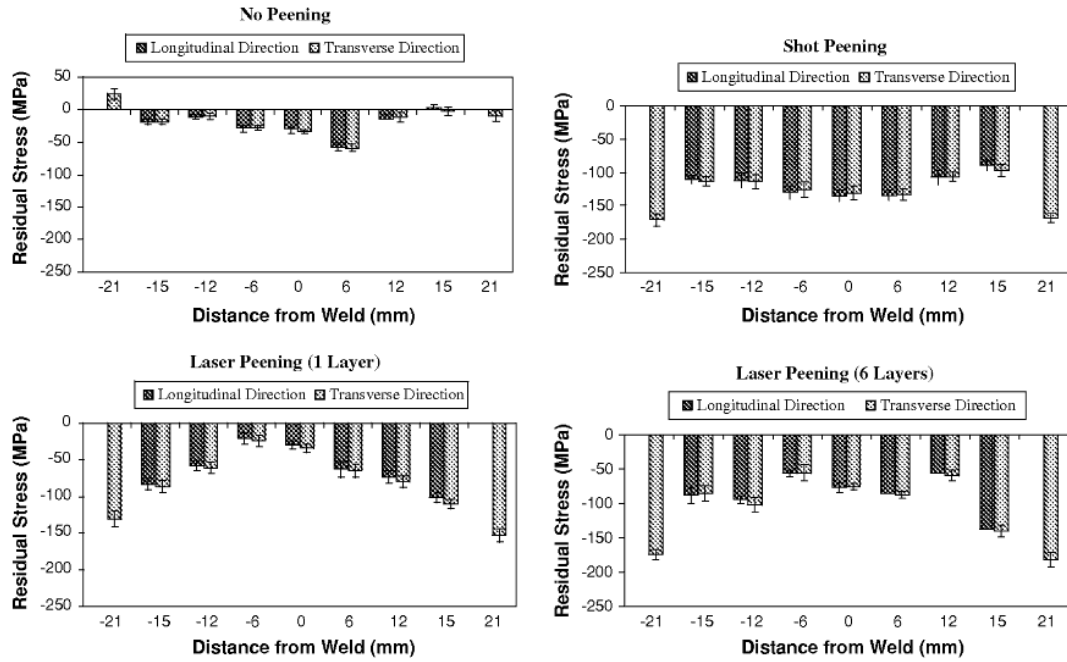 No Peening
Longitudinal Direction Transverse Direction
Residual Stress (MPa)
50
0
-50
-100
-150
-200
-250
-21 -15 -12 -6 0 6 12 15 21
Distance from Weld (mm)
Shot Peening
Longitudinal Direction Transverse Direction
Residual Stress (MPa)
0
-50
-100
-150
-200
-250
-21 -15 -12 -6 0 6 12 15 21
Distance from Weld (mm)
Laser Peening (1 Layer)
Longitudinal Direction Transverse Direction
Residual Stress (MPa)
0
-50
-100
-150
-200
-250
-21 -15 -12 -6 0 6 12 15 21
Distance from Weld (mm)
Laser Peening (6 Layers)
Longitudinal Direction Transverse Direction
Residual Stress (MPa)
0
-50
-100
-150
-200
-250
-21 -15 -12 -6 0 6 12 15 21
Distance from Weld (mm)